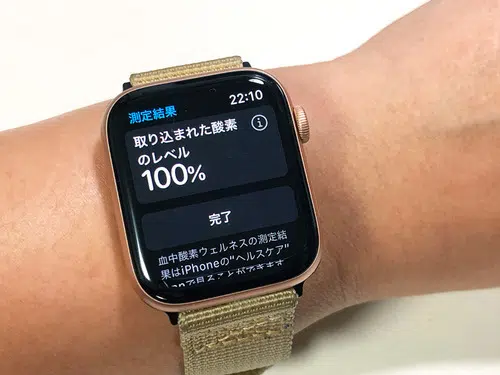 22:10
測定結果
取り込まれた酸素
のレベル
100%
完了
血中酸素ウェルネスの測定結
果はiPhoneの"ヘルスケア"